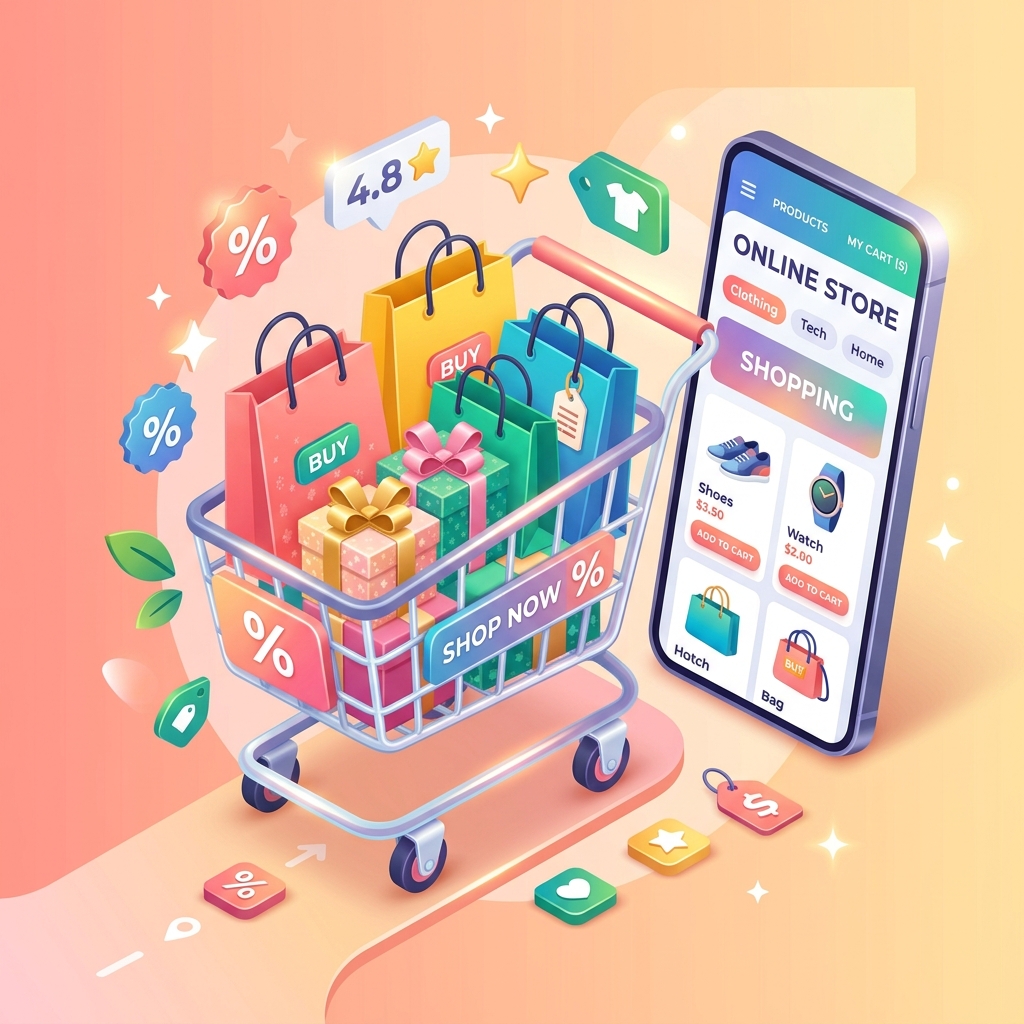 4.8
%
%
BUY
BUY
%
SHOP NOW %
%
$
PRODUCTS
MY CART (S)
ONLINE STORE
Clothing
Tech
Home
SHOPPING
Shoes
$3.50
ADD TO CART
Watch
$2.00
ADD TO CART
Hotch
BUY
Bag